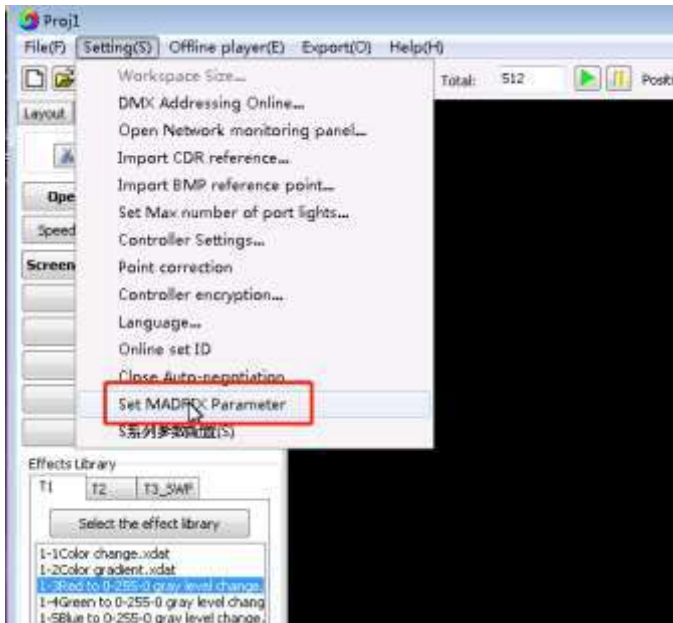 Proj1
File(F) Setting(S) Offline player(E) Export(O) Help(H)
Total: 512
Layout
Workspace Size...
DMX Addressing Online...
Open Network monitoring panel...
Import CDR reference...
Import BMP reference point...
Set Max number of port lights...
Controller Settings...
Point correction
Controller encryption...
Language...
Online set ID
Close Auto-negotiation
Set MADRIX Parameter
S系列参数配置(S)
Ope
Speed
Screen
Effects Library
T1 T2 T3_SWF
Select the effect library
1-1Color change.xdat
1-2Color gradient.xdat
1-3Red to 0-255-0 gray level change.
1-4Green to 0-255-0 gray level chang
1-5Blue to 0-255-0 gray level change.